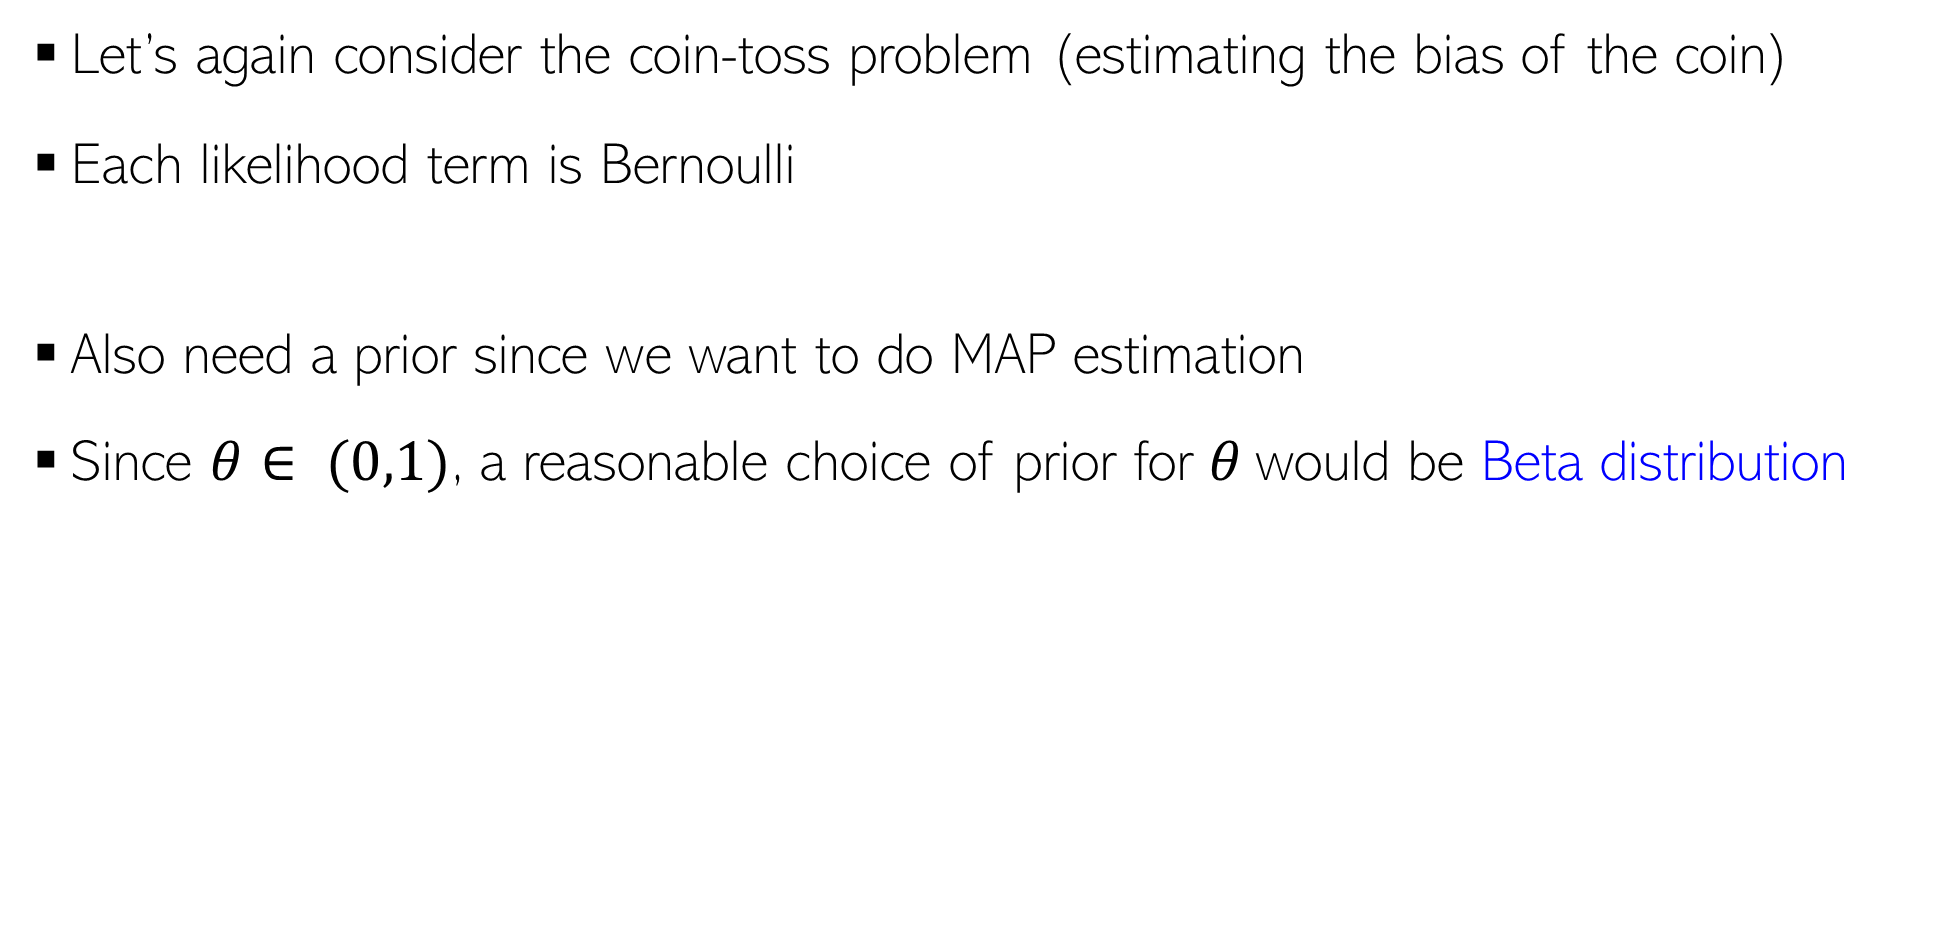 ▪ Let's again consider the coin-toss problem (estimating the bias of the coin)
▪ Each likelihood term is Bernoulli
▪ Also need a prior since we want to do MAP estimation
▪ Since θ ∈ (0,1), a reasonable choice of prior for θ would be Beta distribution